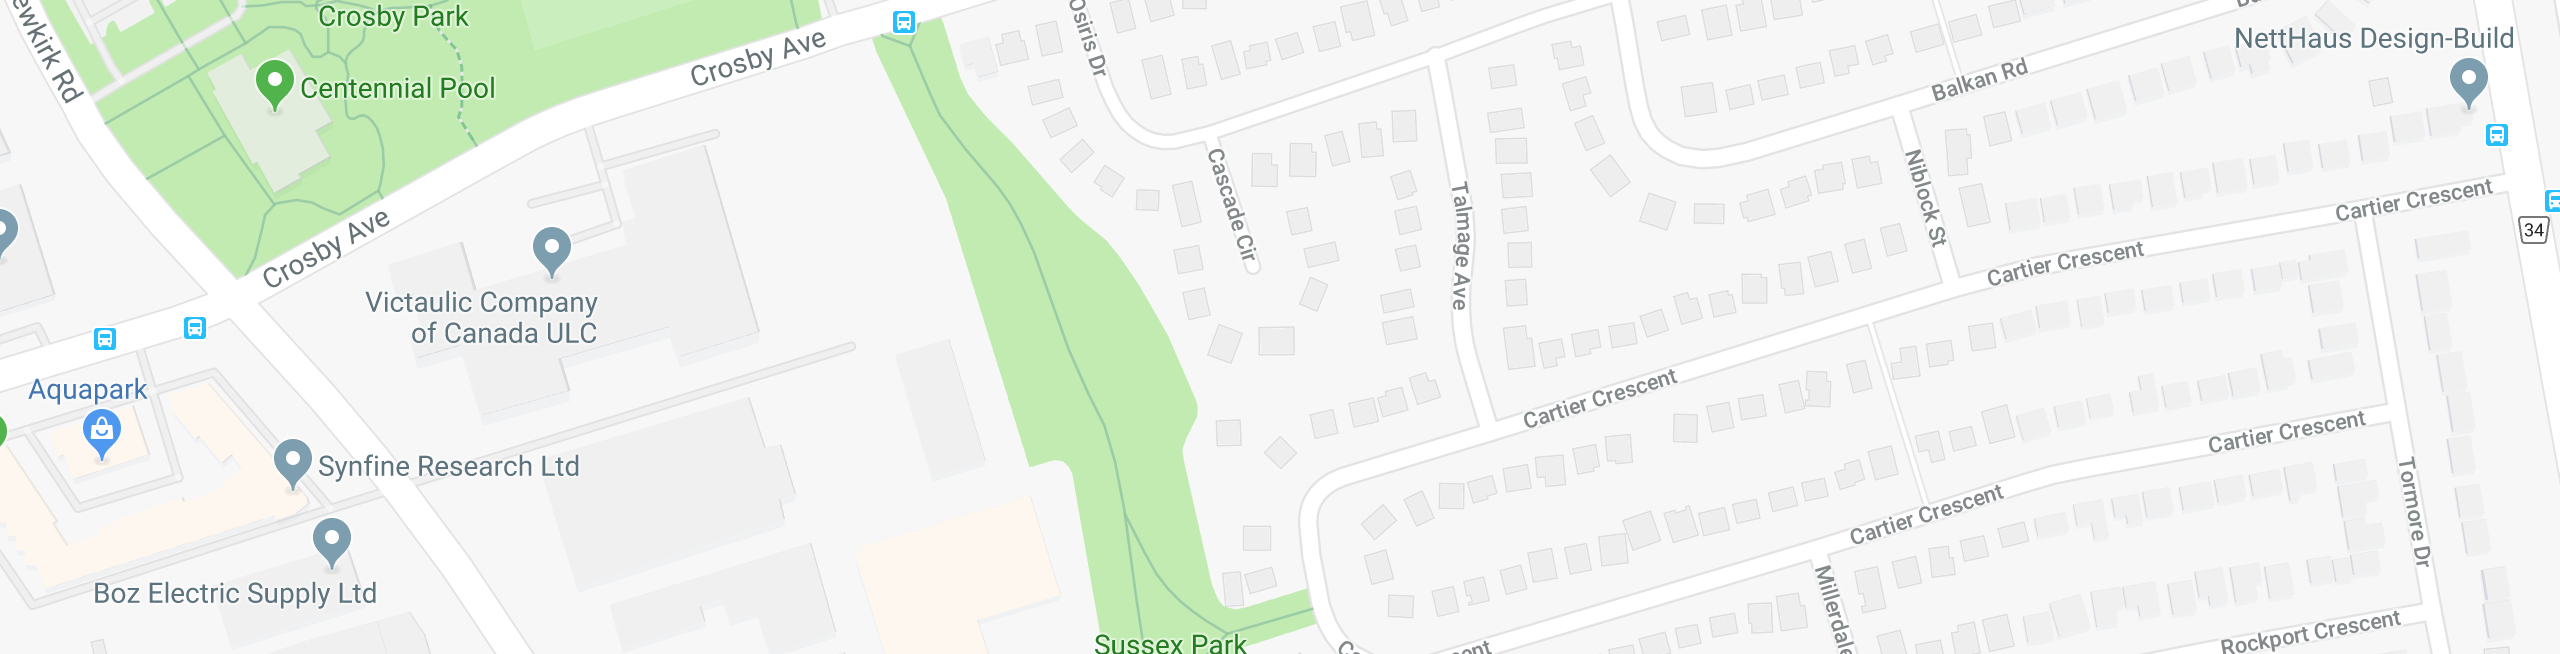 Crosby Park
Centennial Pool
Crosby Ave
Crosby Ave
Osiris Dr
Cascade Cir
Talmage Ave
Balkan Rd
NettHaus Design-Build
Niblock St
Cartier Crescent
Cartier Crescent
34
Victaulic Company
of Canada ULC
Aquapark
Synfine Research Ltd
Boz Electric Supply Ltd
Cartier Crescent
Cartier Crescent
Cartier Crescent
Tormore Dr
Millerdale
Rockport Crescent
Sussex Park